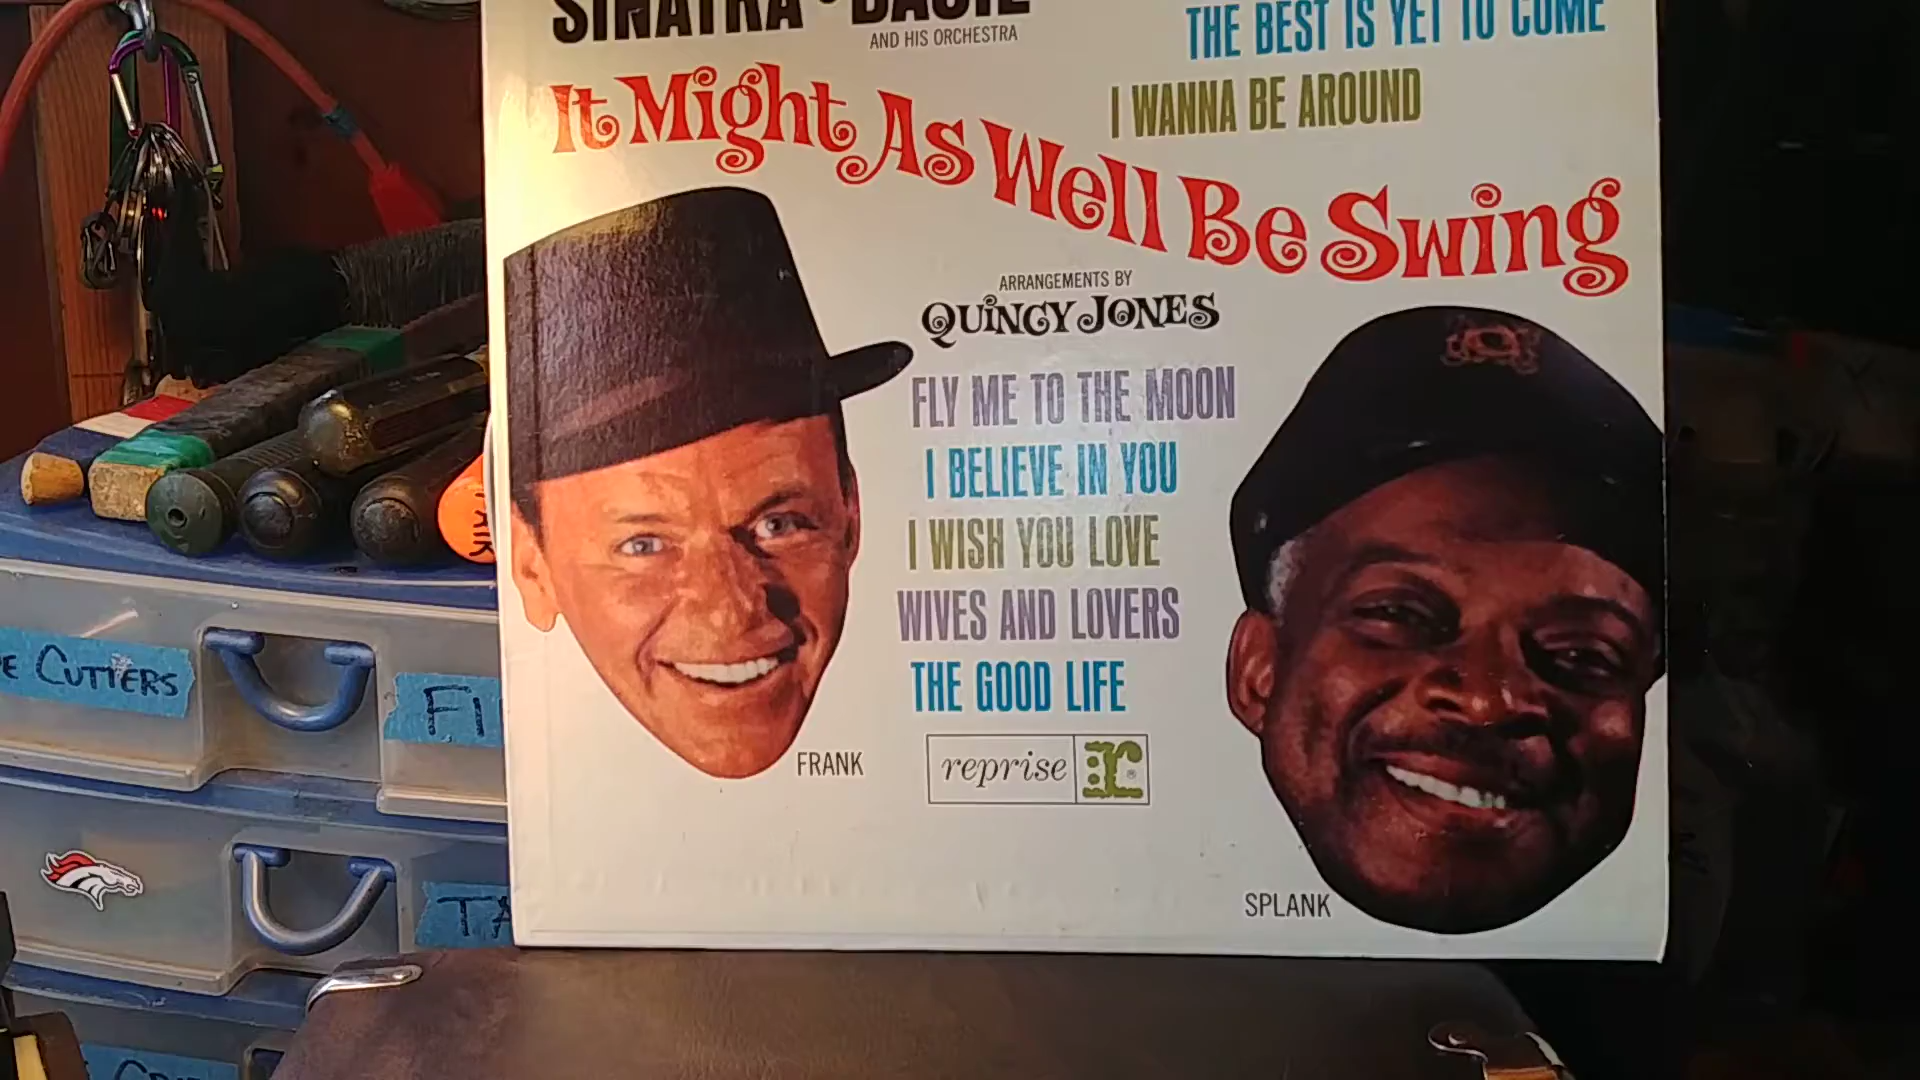 SINATRA • BASIE
AND HIS ORCHESTRA
THE BEST IS YET TO COME
I WANNA BE AROUND
It Might As Well Be Swing
ARRANGEMENTS BY
QUINCY JONES
FLY ME TO THE MOON
I BELIEVE IN YOU
I WISH YOU LOVE
WIVES AND LOVERS
THE GOOD LIFE
FRANK
reprise r ®
SPLANK
CUTTERS